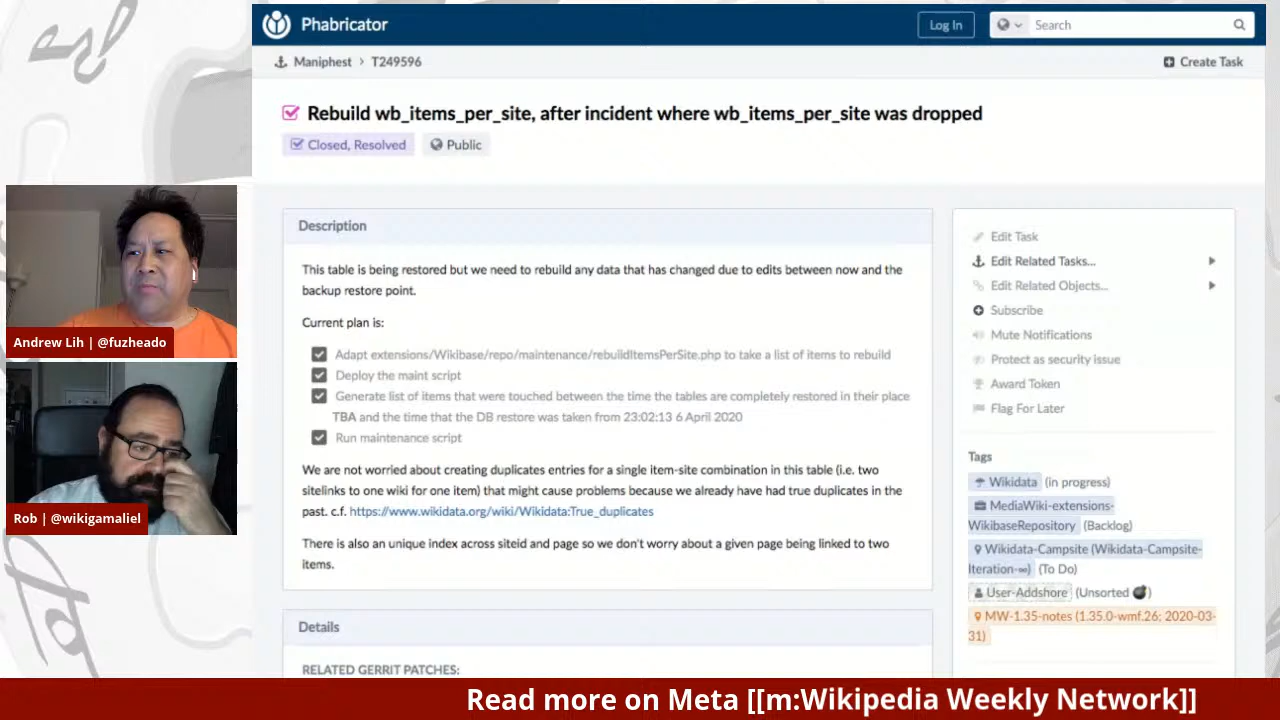 Phabricator
Log In
Search
Maniphest > T249596
Create Task
Rebuild wb_items_per_site, after incident where wb_items_per_site was dropped
Closed, Resolved
Public
Description
This table is being restored but we need to rebuild any data that has changed due to edits between now and the
backup restore point.
Current plan is:
Adapt extensions/Wikibase/repo/maintenance/rebuildItemsPerSite.php to take a list of items to rebuild
Deploy the maint script
Generate list of items that were touched between the time the tables are completely restored in their place
TBA and the time that the DB restore was taken from 23:02:13 6 April 2020
Run maintenance script
We are not worried about creating duplicates entries for a single item-site combination in this table (i.e. two
sitelinks to one wiki for one item) that might cause problems because we already have had true duplicates in the
past. c.f. https://www.wikidata.org/wiki/Wikidata:True_duplicates
There is also an unique index across siteid and page so we don't worry about a given page being linked to two
items.
Details
RELATED GERRIT PATCHES:
Edit Task
Edit Related Tasks...
Edit Related Objects...
Subscribe
Mute Notifications
Protect as security issue
Award Token
Flag For Later
Tags
Wikidata (in progress)
MediaWiki-extensions-
WikibaseRepository (Backlog)
Wikidata-Campsite (Wikidata-Campsite-
Iteration-∞) (To Do)
User-Addshore (Unsorted 💣)
MW-1.35-notes (1.35.0-wmf.26; 2020-03-
31)
Andrew Lih | @fuzheado
Rob | @wikigamaliel
Read more on Meta [[m:Wikipedia Weekly Network]]